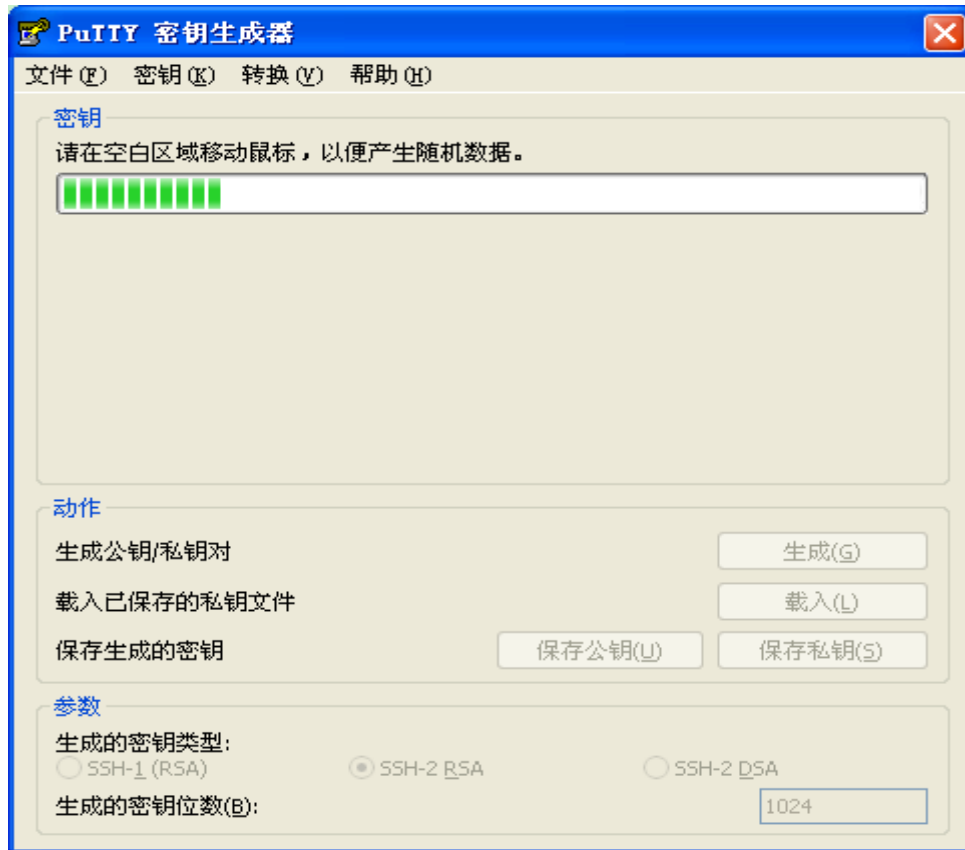 PuTTY 密钥生成器
文件(F) 密钥(K) 转换(V) 帮助(H)
密钥
请在空白区域移动鼠标，以便产生随机数据。
动作
生成公钥/私钥对 生成(G)
载入已保存的私钥文件 载入(L)
保存生成的密钥 保存公钥(U) 保存私钥(S)
参数
生成的密钥类型:
SSH-1 (RSA) SSH-2 RSA SSH-2 DSA
生成的密钥位数(B): 1024